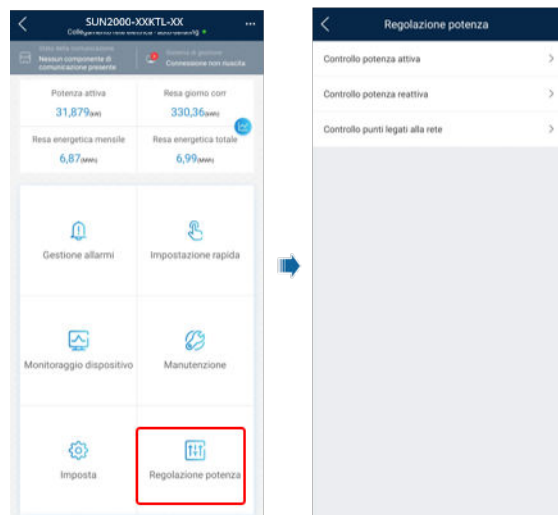 SUN2000-XXKTL-XX
...
Collegamento rete
Nessun componente di
comunicazione presente
Connessione non riuscita
Potenza attiva
31,879(kW)
Resa giorno corr
330,36(kWh)
Resa energetica mensile
6,87(MWh)
Resa energetica totale
6,99(MWh)
Gestione allarmi
Impostazione rapida
Monitoraggio dispositivo
Manutenzione
Imposta
Regolazione potenza
Regolazione potenza
Controllo potenza attiva
Controllo potenza reattiva
Controllo punti legati alla rete